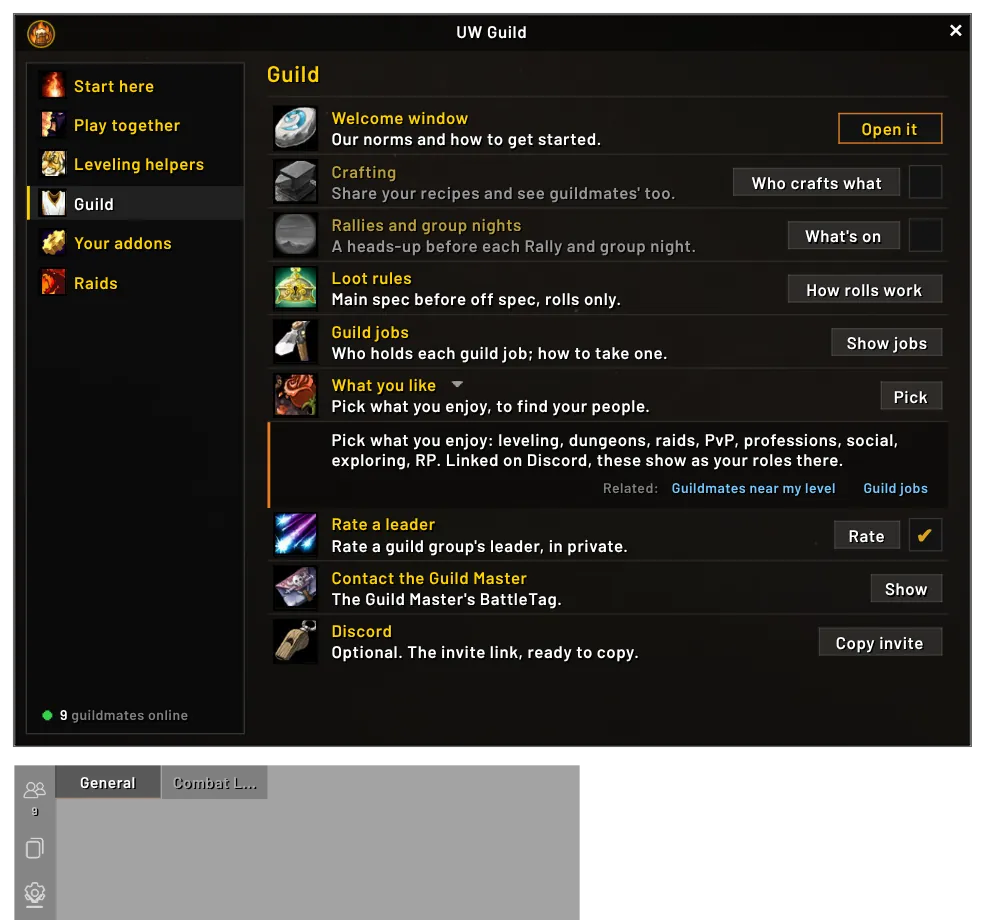 UW Guild
Start here
Play together
Leveling helpers
Guild
Your addons
Raids
9 guildmates online
Guild
Welcome window
Our norms and how to get started.
Open it
Crafting
Share your recipes and see guildmates' too.
Who crafts what
Rallies and group nights
A heads-up before each Rally and group night.
What's on
Loot rules
Main spec before off spec, rolls only.
How rolls work
Guild jobs
Who holds each guild job; how to take one.
Show jobs
What you like
Pick what you enjoy, to find your people.
Pick
Pick what you enjoy: leveling, dungeons, raids, PvP, professions, social,
exploring, RP. Linked on Discord, these show as your roles there.
Related: Guildmates near my level Guild jobs
Rate a leader
Rate a guild group's leader, in private.
Rate
Contact the Guild Master
The Guild Master's BattleTag.
Show
Discord
Optional. The invite link, ready to copy.
Copy invite
General
Combat L...
9